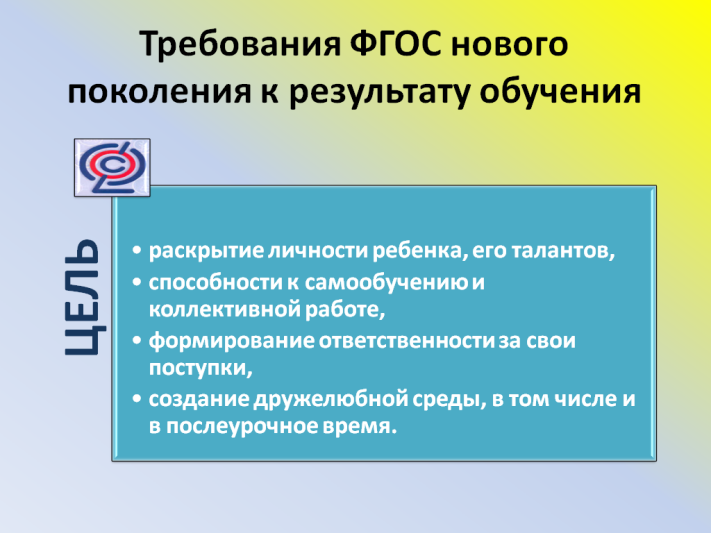 Требования ФГОС нового
поколения к результату обучения
ЦЕЛЬ
• раскрытие личности ребенка, его талантов,
• способности к самообучению и
коллективной работе,
• формирование ответственности за свои
поступки,
• создание дружелюбной среды, в том числе и
в послеурочное время.